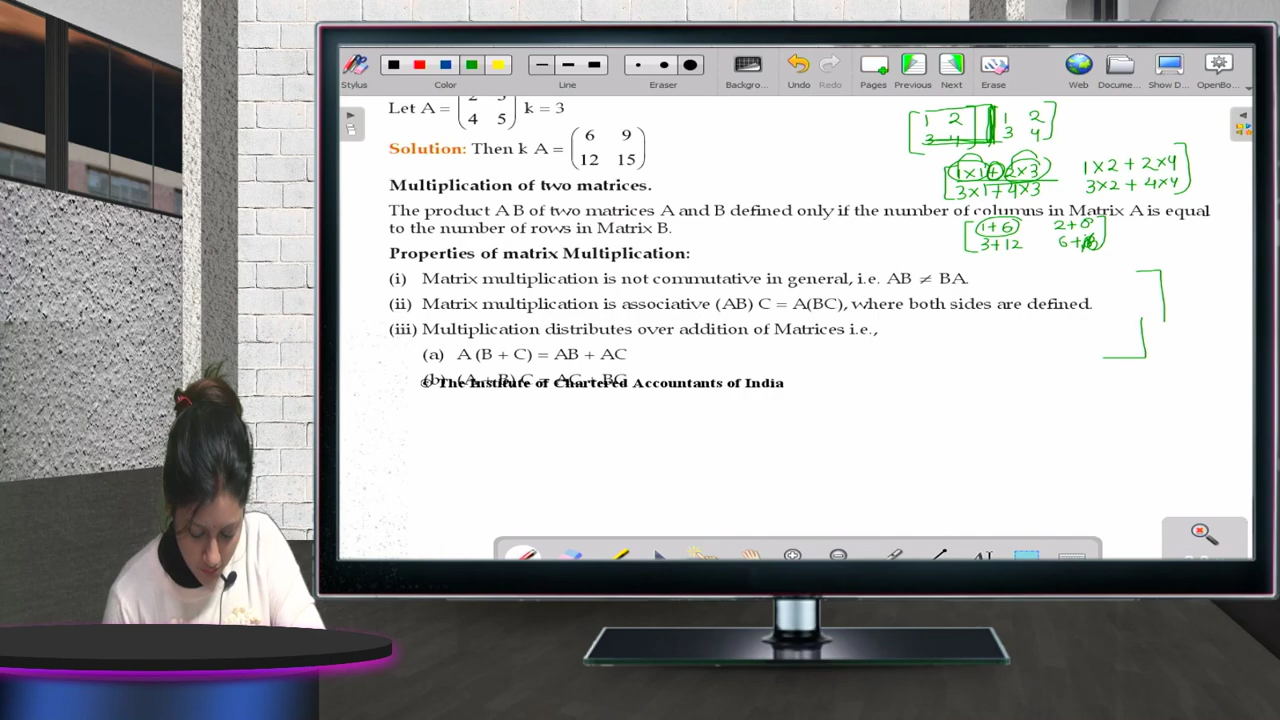 Stylus Color Line Eraser Backgro... Undo Redo Pages Previous Next Erase Web Docume... Show D... OpenBo...
Let A = 4 5 k = 3
Solution: Then k A = 6 9
12 15
Multiplication of two matrices.
The product A B of two matrices A and B defined only if the number of columns in Matrix A is equal
to the number of rows in Matrix B.
Properties of matrix Multiplication:
(i) Matrix multiplication is not commutative in general, i.e. AB ≠ BA.
(ii) Matrix multiplication is associative (AB) C = A(BC), where both sides are defined.
(iii) Multiplication distributes over addition of Matrices i.e.,
(a) A (B + C) = AB + AC
(b) (A + B) C = AC + BC
© The Institute of Chartered Accountants of India
1 2 1 2
3 4 3 4
1×1+2×3 1×2+2×4
3×1+4×3 3×2+4×4
1+6 2+8
3+12